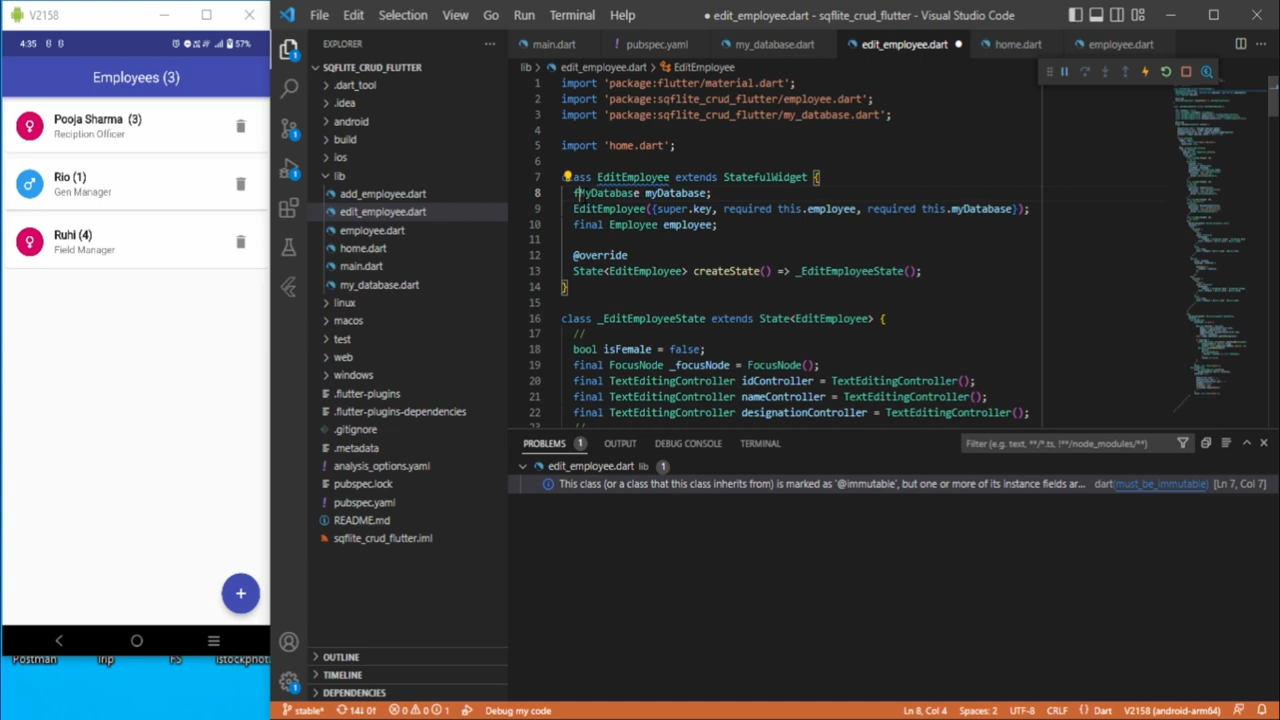 V2158
4:35
57%
Employees (3)
Pooja Sharma (3)
Reciption Officer
Rio (1)
Gen Manager
Ruhi (4)
Field Manager
+
Postman
Trip
FS
File Edit Selection View Go Run Terminal Help
● edit_employee.dart - sqflite_crud_flutter - Visual Studio Code
EXPLORER
SQFLITE_CRUD_FLUTTER
.dart_tool
.idea
android
build
ios
lib
add_employee.dart
edit_employee.dart
employee.dart
home.dart
main.dart
my_database.dart
linux
macos
test
web
windows
.flutter-plugins
.flutter-plugins-dependencies
.gitignore
.metadata
analysis_options.yaml
pubspec.lock
pubspec.yaml
README.md
sqflite_crud_flutter.iml
OUTLINE
TIMELINE
DEPENDENCIES
main.dart pubspec.yaml my_database.dart edit_employee.dart ● home.dart employee.dart
lib > edit_employee.dart > EditEmployee
1 import 'package:flutter/material.dart';
2 import 'package:sqflite_crud_flutter/employee.dart';
3 import 'package:sqflite_crud_flutter/my_database.dart';
4
5 import 'home.dart';
6
7 ass EditEmployee extends StatefulWidget {
8 fMyDatabase myDatabase;
9 EditEmployee({super.key, required this.employee, required this.myDatabase});
10 final Employee employee;
11
12 @override
13 State<EditEmployee> createState() => _EditEmployeeState();
14 }
15
16 class _EditEmployeeState extends State<EditEmployee> {
17 //
18 bool isFemale = false;
19 final FocusNode _focusNode = FocusNode();
20 final TextEditingController idController = TextEditingController();
21 final TextEditingController nameController = TextEditingController();
22 final TextEditingController designationController = TextEditingController();
23 //
PROBLEMS 1 OUTPUT DEBUG CONSOLE TERMINAL
Filter (e.g. text, **/*.ts, !**/node_modules/**)
edit_employee.dart lib 1
This class (or a class that this class inherits from) is marked as '@immutable', but one or more of its instance fields ar... dart(must_be_immutable) [Ln 7, Col 7]
stable* 14↓ 0↑ 0 0 1 Debug my code
Ln 8, Col 4 Spaces: 2 UTF-8 CRLF {} Dart V2158 (android-arm64)